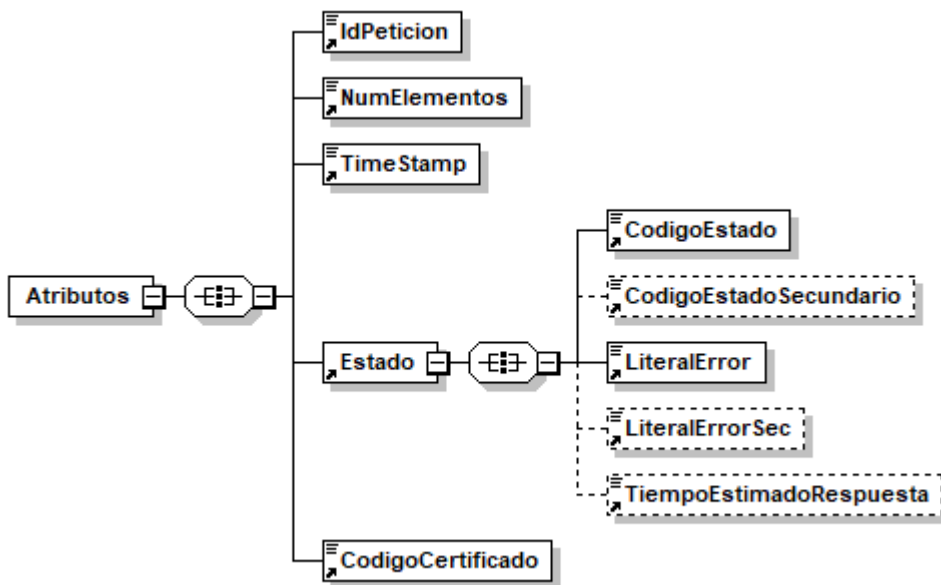 IdPeticion
NumElementos
TimeStamp
CodigoEstado
CodigoEstadoSecundario
Atributos
Estado
LiteralError
LiteralErrorSec
TiempoEstimadoRespuesta
CodigoCertificado